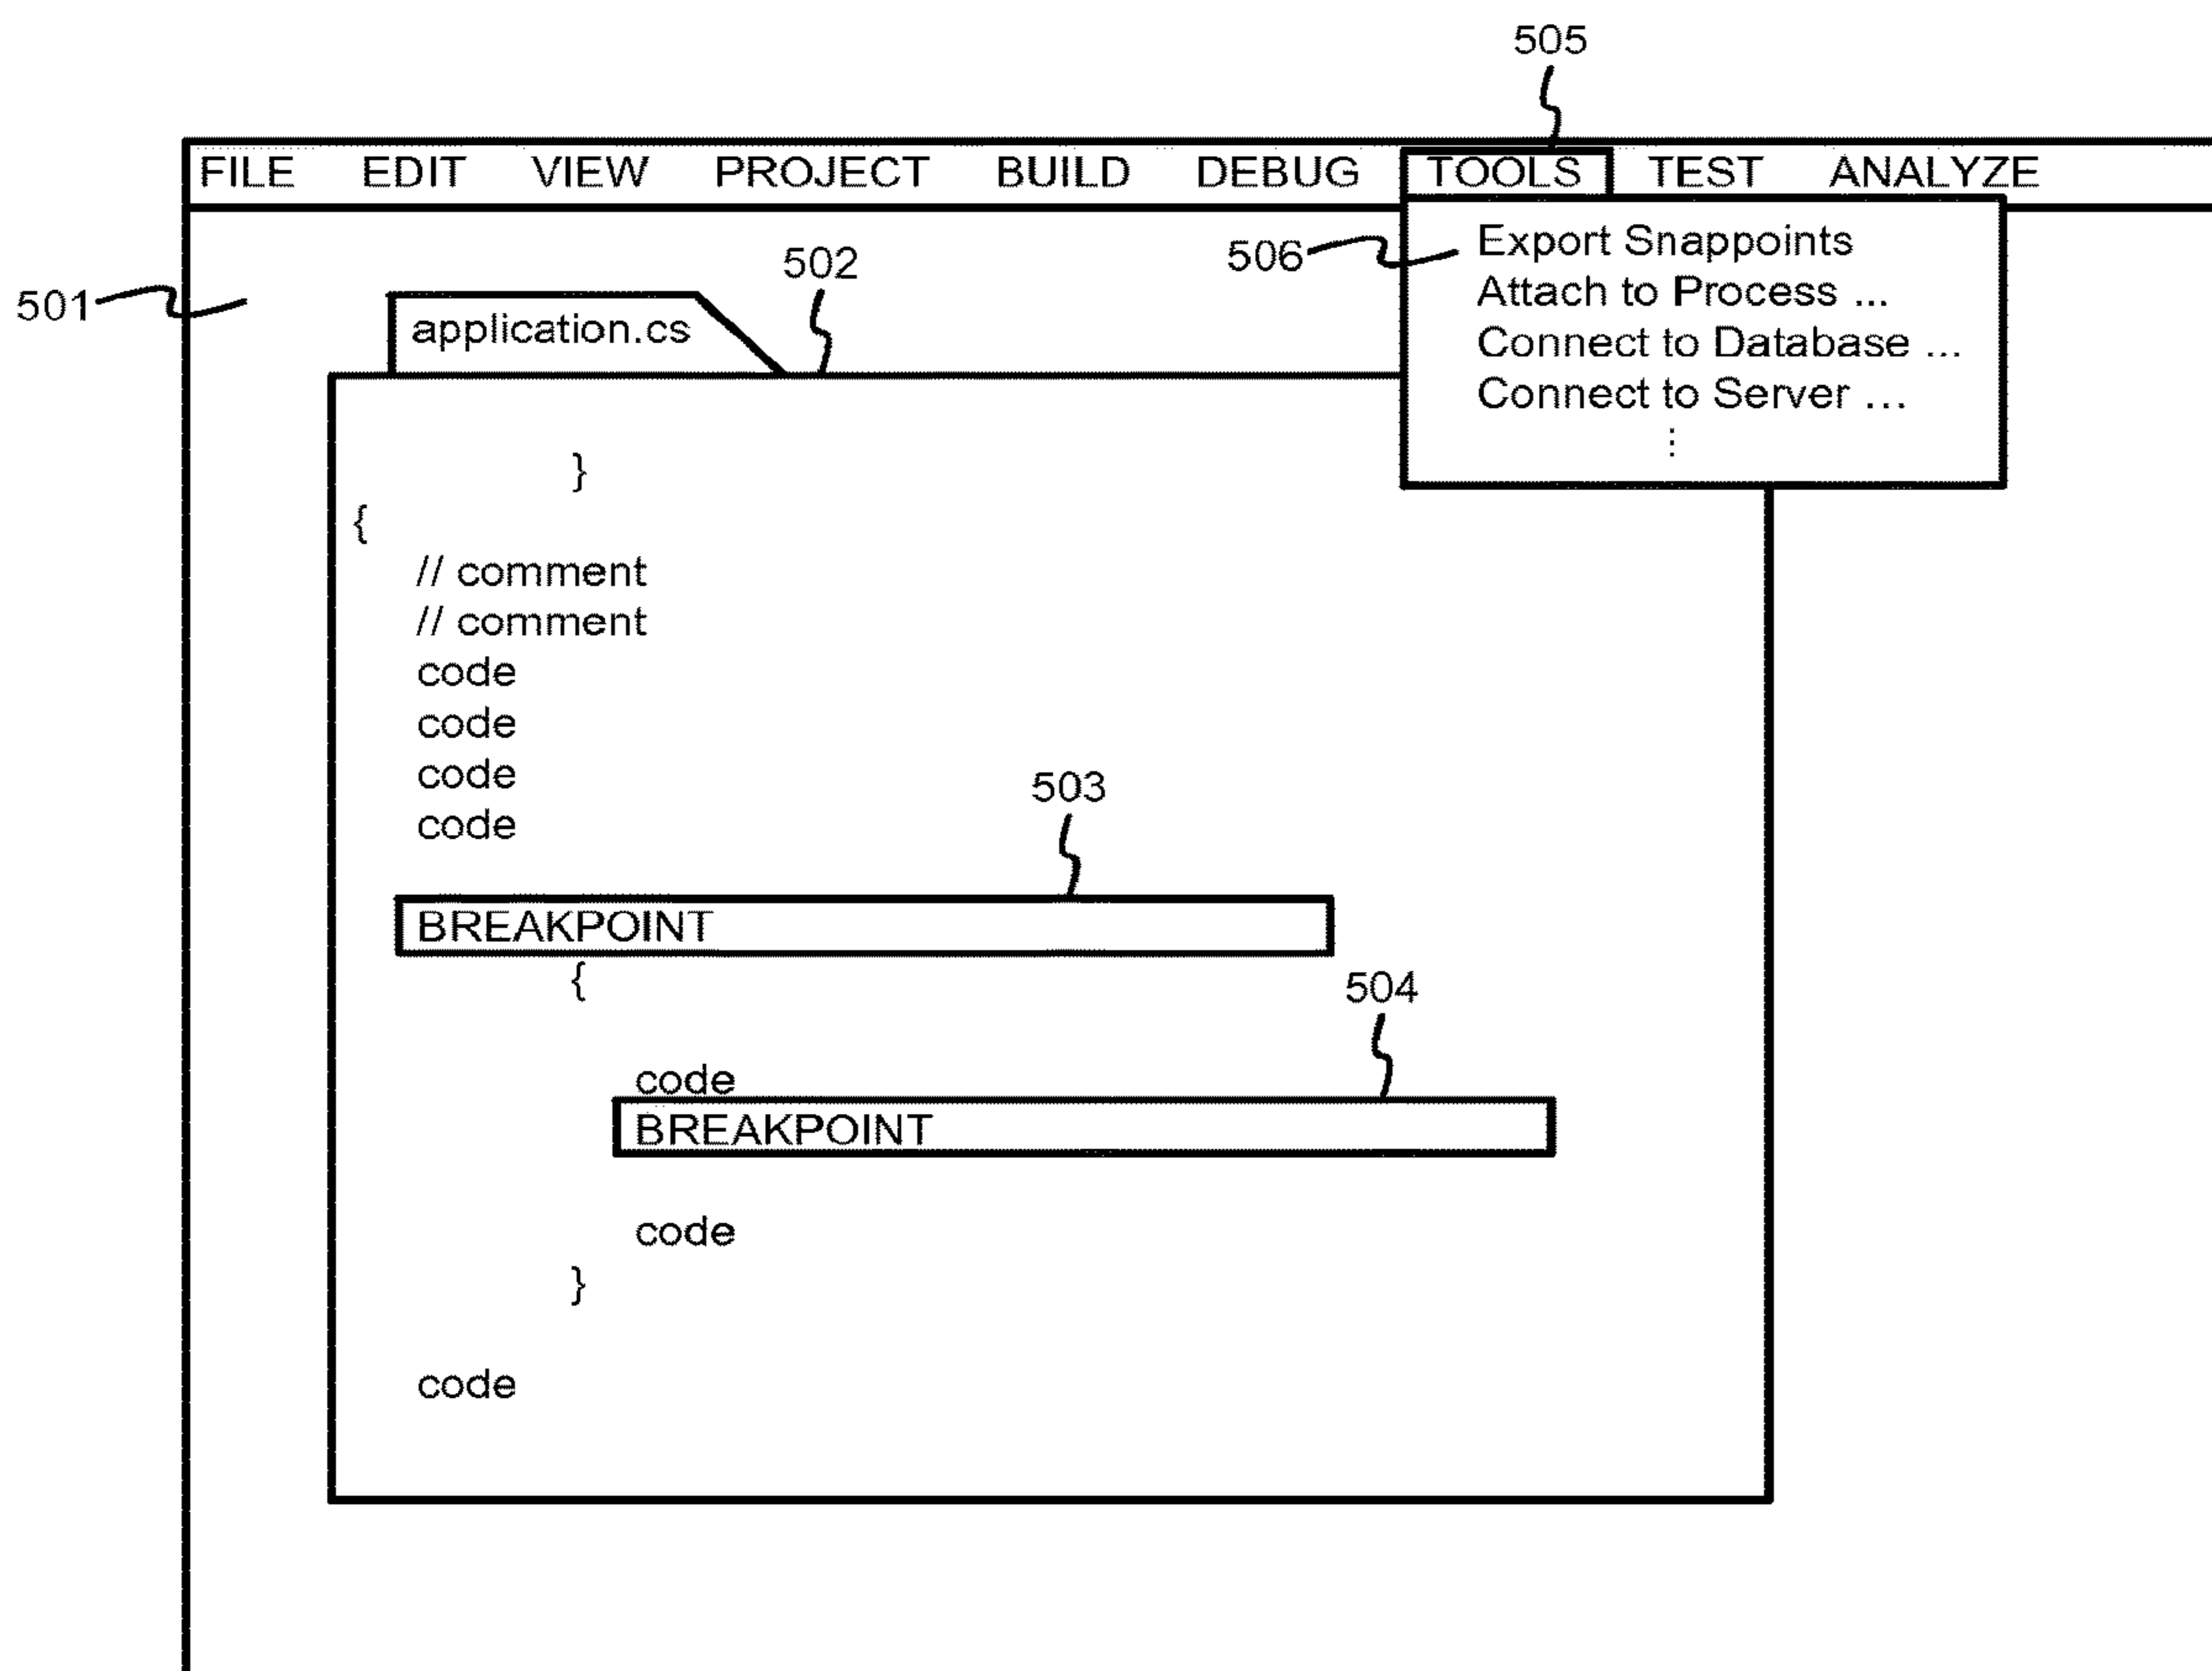 505
FILE EDIT VIEW PROJECT BUILD DEBUG TOOLS TEST ANALYZE
506 Export Snappoints
Attach to Process ...
Connect to Database ...
Connect to Server ...
⋮
501
502
application.cs
}
{
// comment
// comment
code
code
code
code
503
BREAKPOINT
{
504
code
BREAKPOINT
code
}
code